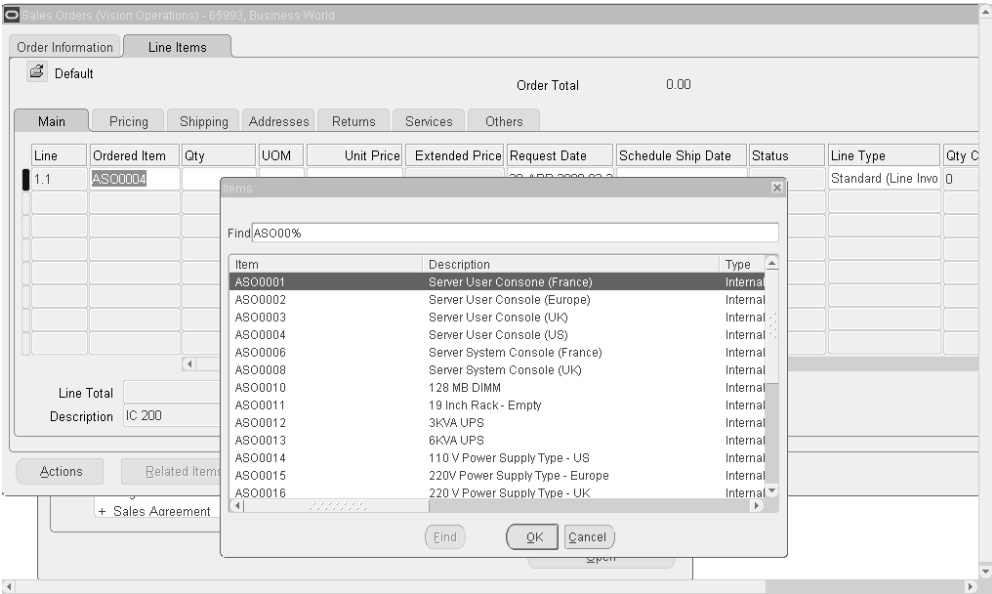 Sales Orders (Vision Operations) - 65993, Business World
Order Information Line Items
Default
Order Total 0.00
Main Pricing Shipping Addresses Returns Services Others
Line Ordered Item Qty UOM Unit Price Extended Price Request Date Schedule Ship Date Status Line Type Qty C
1.1 ASO0004 Standard (Line Invo 0
Items
Find ASO00%
Item Description Type
ASO0001 Server User Consone (France) Internal
ASO0002 Server User Console (Europe) Internal
ASO0003 Server User Console (UK) Internal
ASO0004 Server User Console (US) Internal
ASO0006 Server System Console (France) Internal
ASO0008 Server System Console (UK) Internal
ASO0010 128 MB DIMM Internal
ASO0011 19 Inch Rack - Empty Internal
ASO0012 3KVA UPS Internal
ASO0013 6KVA UPS Internal
ASO0014 110 V Power Supply Type - US Internal
ASO0015 220V Power Supply Type - Europe Internal
ASO0016 220 V Power Supply Type - UK Internal
Find OK Cancel
Line Total
Description IC 200
Actions Related Items
+ Sales Agreement
Open